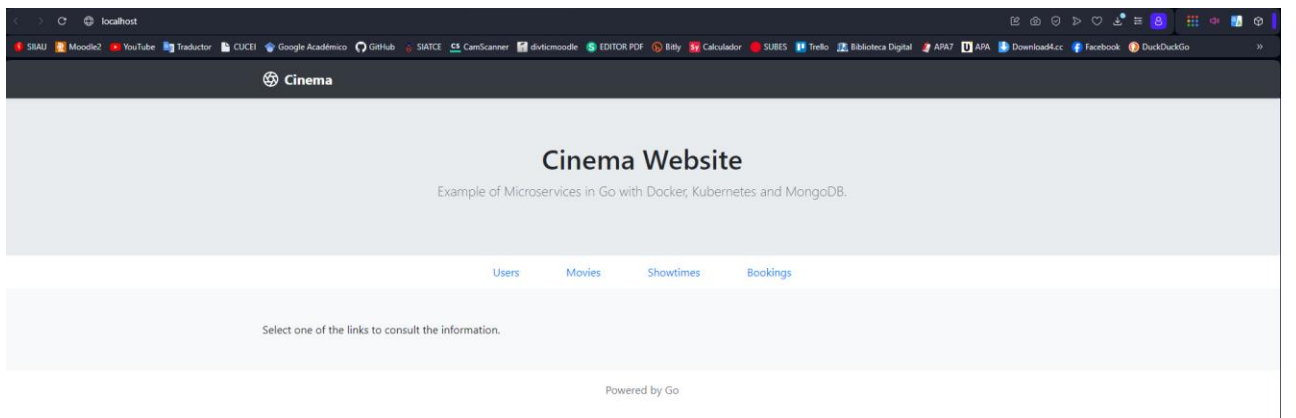 localhost
SIIAU Moodle2 YouTube Traductor CUCEI Google Académico GitHub SIATCE CS CamScanner divticmoodle S EDITOR PDF Bitly Sy Calculador SUBES Trello Biblioteca Digital APA7 APA Download4.cc Facebook DuckDuckGo »
Cinema
Cinema Website
Example of Microservices in Go with Docker, Kubernetes and MongoDB.
Users Movies Showtimes Bookings
Select one of the links to consult the information.
Powered by Go